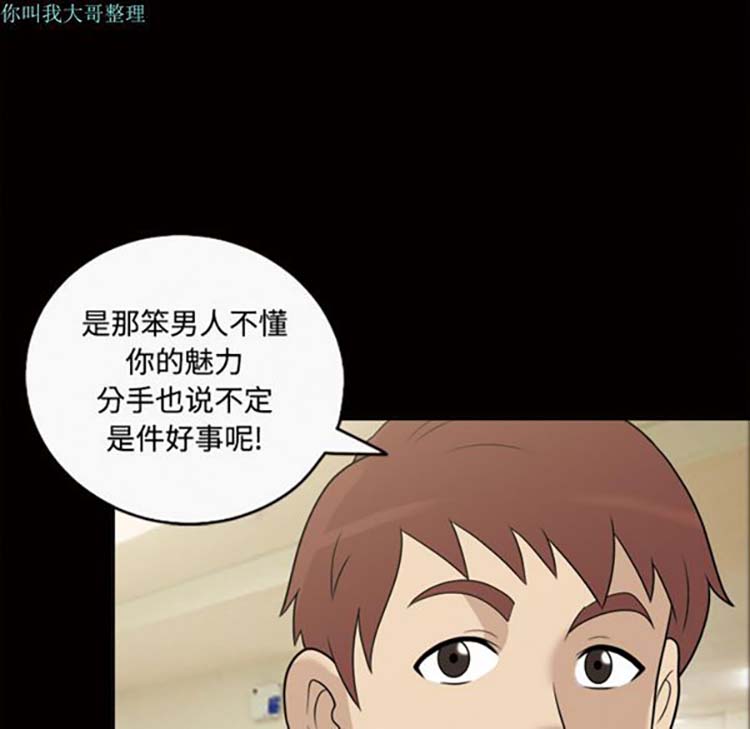 你叫我大哥整理
是那笨男人不懂
你的魅力
分手也说不定
是件好事呢!